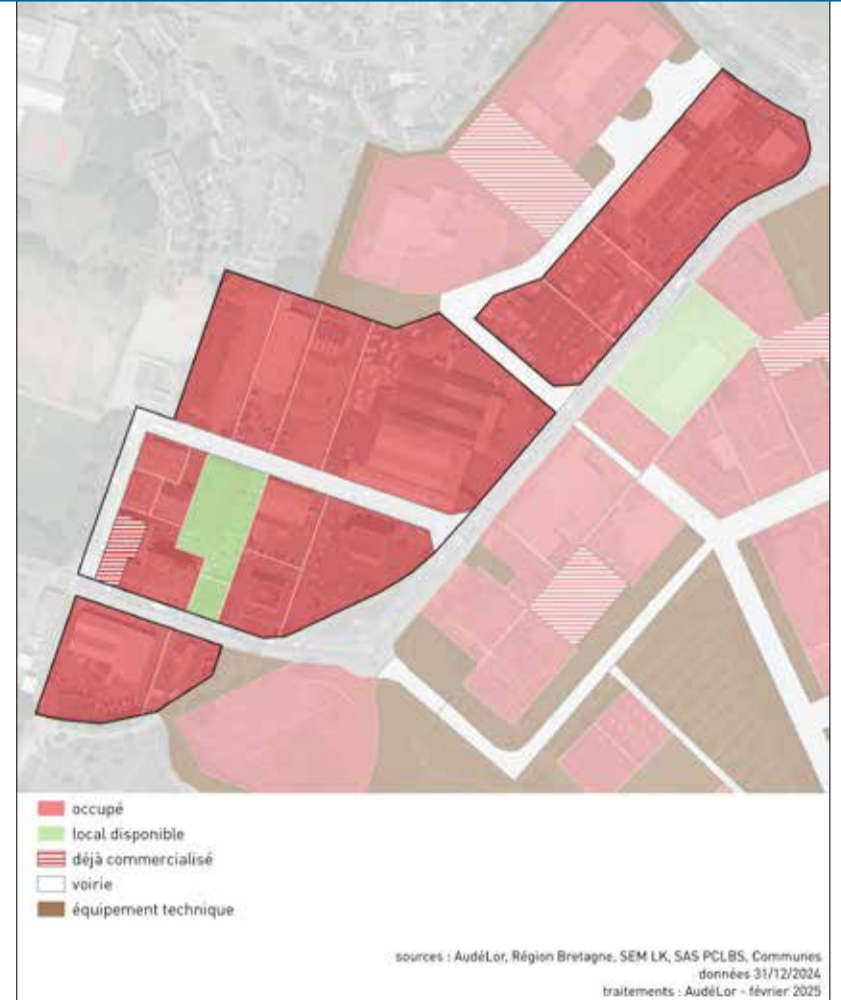 occupé
local disponible
déjà commercialisé
voirie
équipement technique
sources : AudéLor, Région Bretagne, SEM LK, SAS PCLBS, Communes
données 31/12/2024
traitements : AudéLor - février 2025